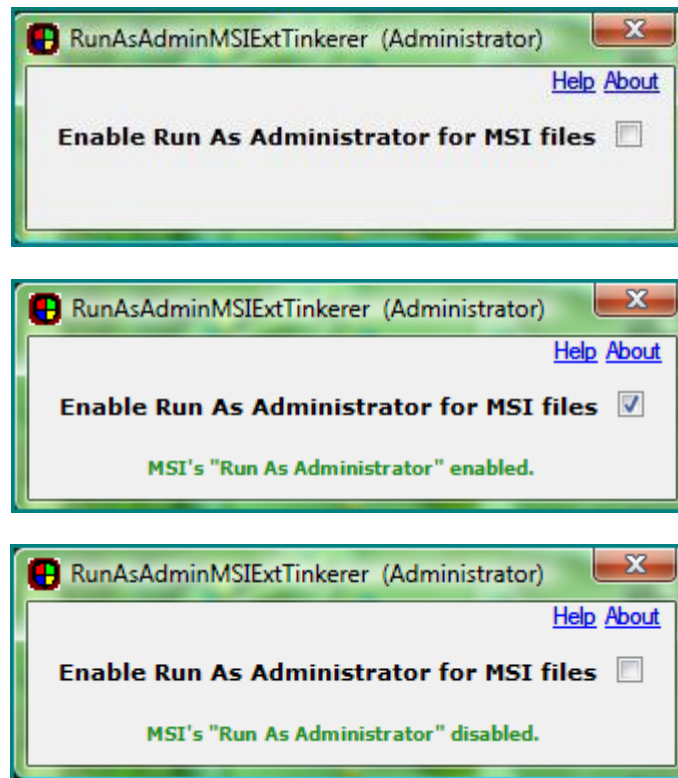 RunAsAdminMSIExtTinkerer (Administrator)
Help About
Enable Run As Administrator for MSI files
RunAsAdminMSIExtTinkerer (Administrator)
Help About
Enable Run As Administrator for MSI files
MSI's "Run As Administrator" enabled.
RunAsAdminMSIExtTinkerer (Administrator)
Help About
Enable Run As Administrator for MSI files
MSI's "Run As Administrator" disabled.